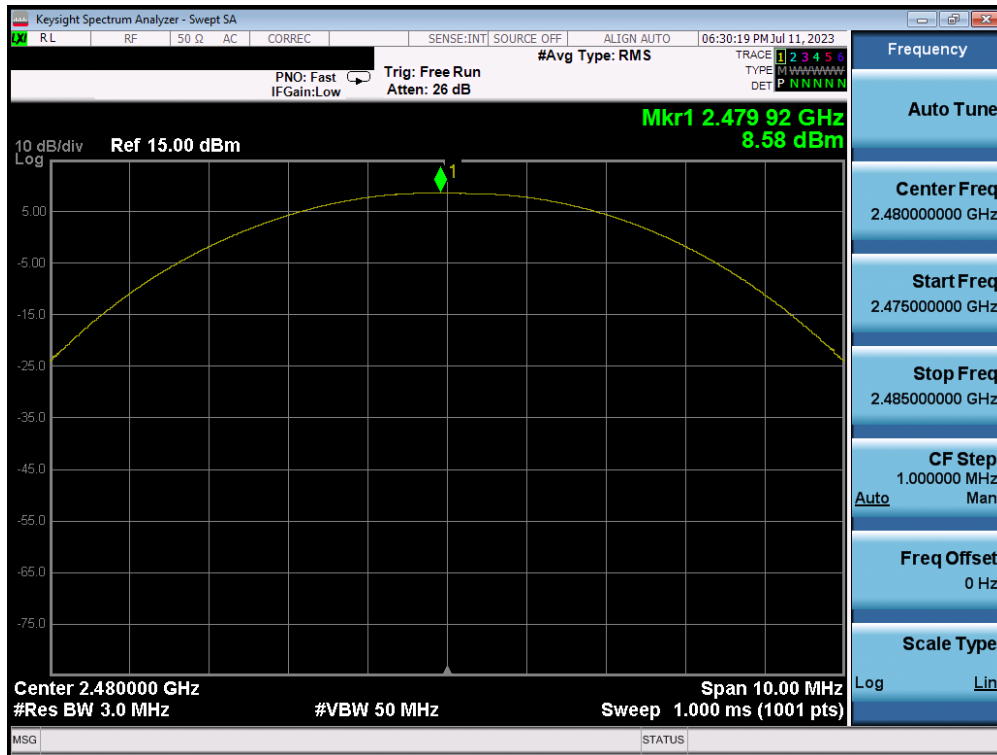 Keysight Spectrum Analyzer - Swept SA
LXI RL RF 50 Ω AC CORREC SENSE:INT SOURCE OFF ALIGN AUTO 06:30:19 PM Jul 11, 2023
#Avg Type: RMS
TRACE 1 2 3 4 5 6
TYPE M WWWWW
DET P N N N N N
PNO: Fast
IFGain:Low
Trig: Free Run
Atten: 26 dB
Mkr1 2.479 92 GHz
8.58 dBm
10 dB/div
Log
Ref 15.00 dBm
1
5.00
-5.00
-15.0
-25.0
-35.0
-45.0
-55.0
-65.0
-75.0
Center 2.480000 GHz
Span 10.00 MHz
#Res BW 3.0 MHz
#VBW 50 MHz
Sweep 1.000 ms (1001 pts)
MSG
STATUS
Frequency
Auto Tune
Center Freq
2.480000000 GHz
Start Freq
2.475000000 GHz
Stop Freq
2.485000000 GHz
CF Step
1.000000 MHz
Auto Man
Freq Offset
0 Hz
Scale Type
Log Lin